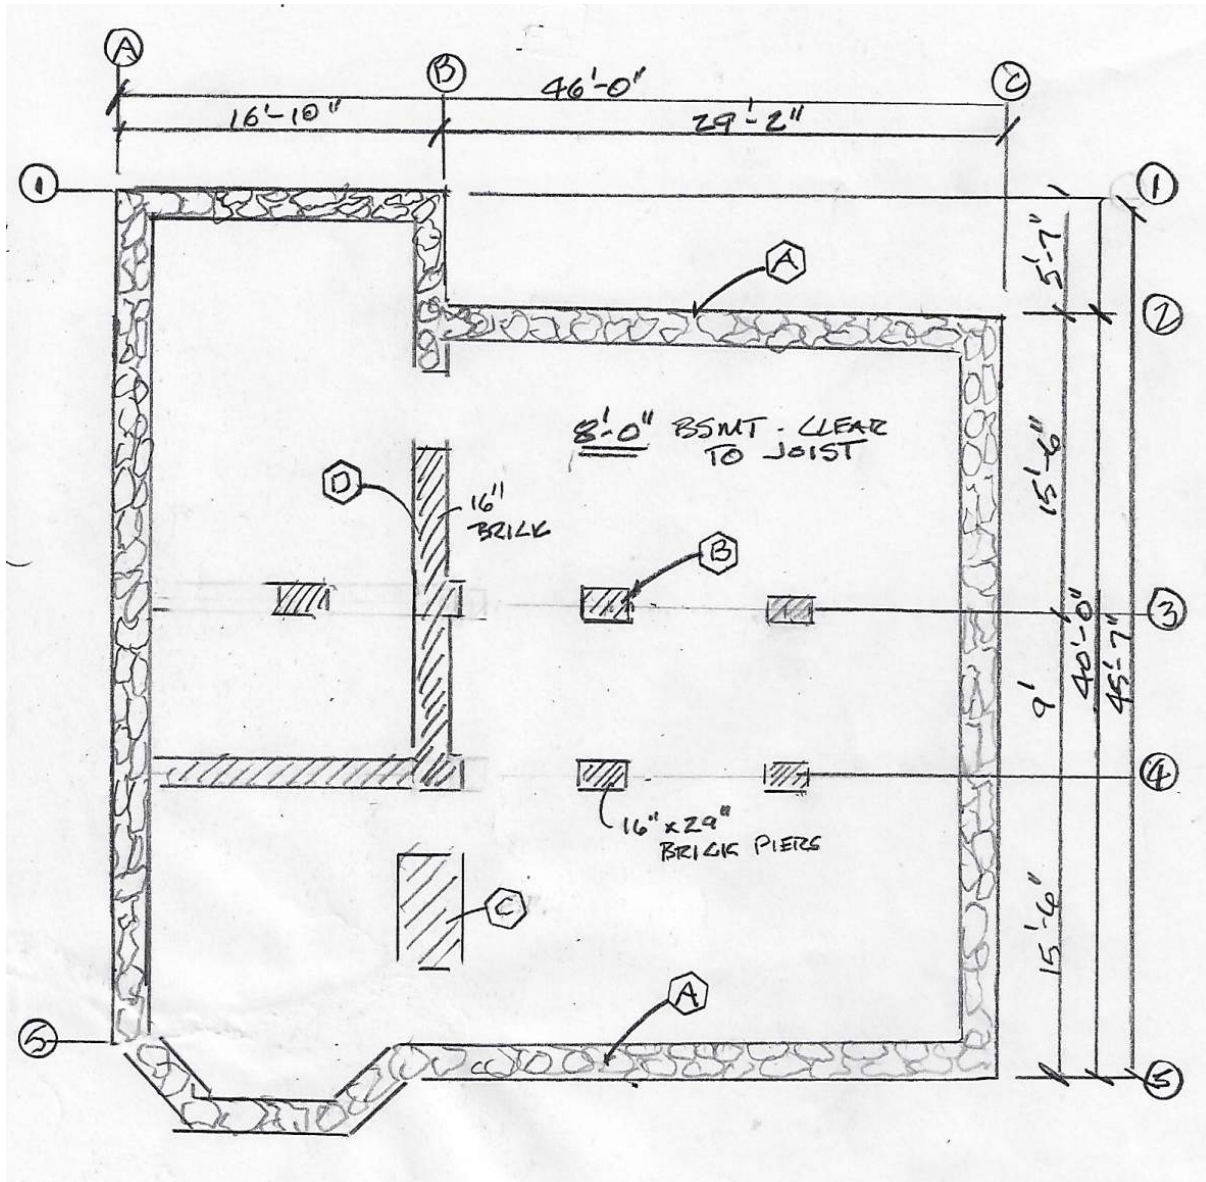 A
B
C
46'-0"
16'-10"
29'-2"
1
1
5'-7"
A
2
8'-0" BSMT - CLEAR
TO JOIST
15'-6"
D
16"
BRICK
B
3
9'
40'-0"
45'-7"
4
16" x 29"
BRICK PIERS
C
15'-6"
A
5
5